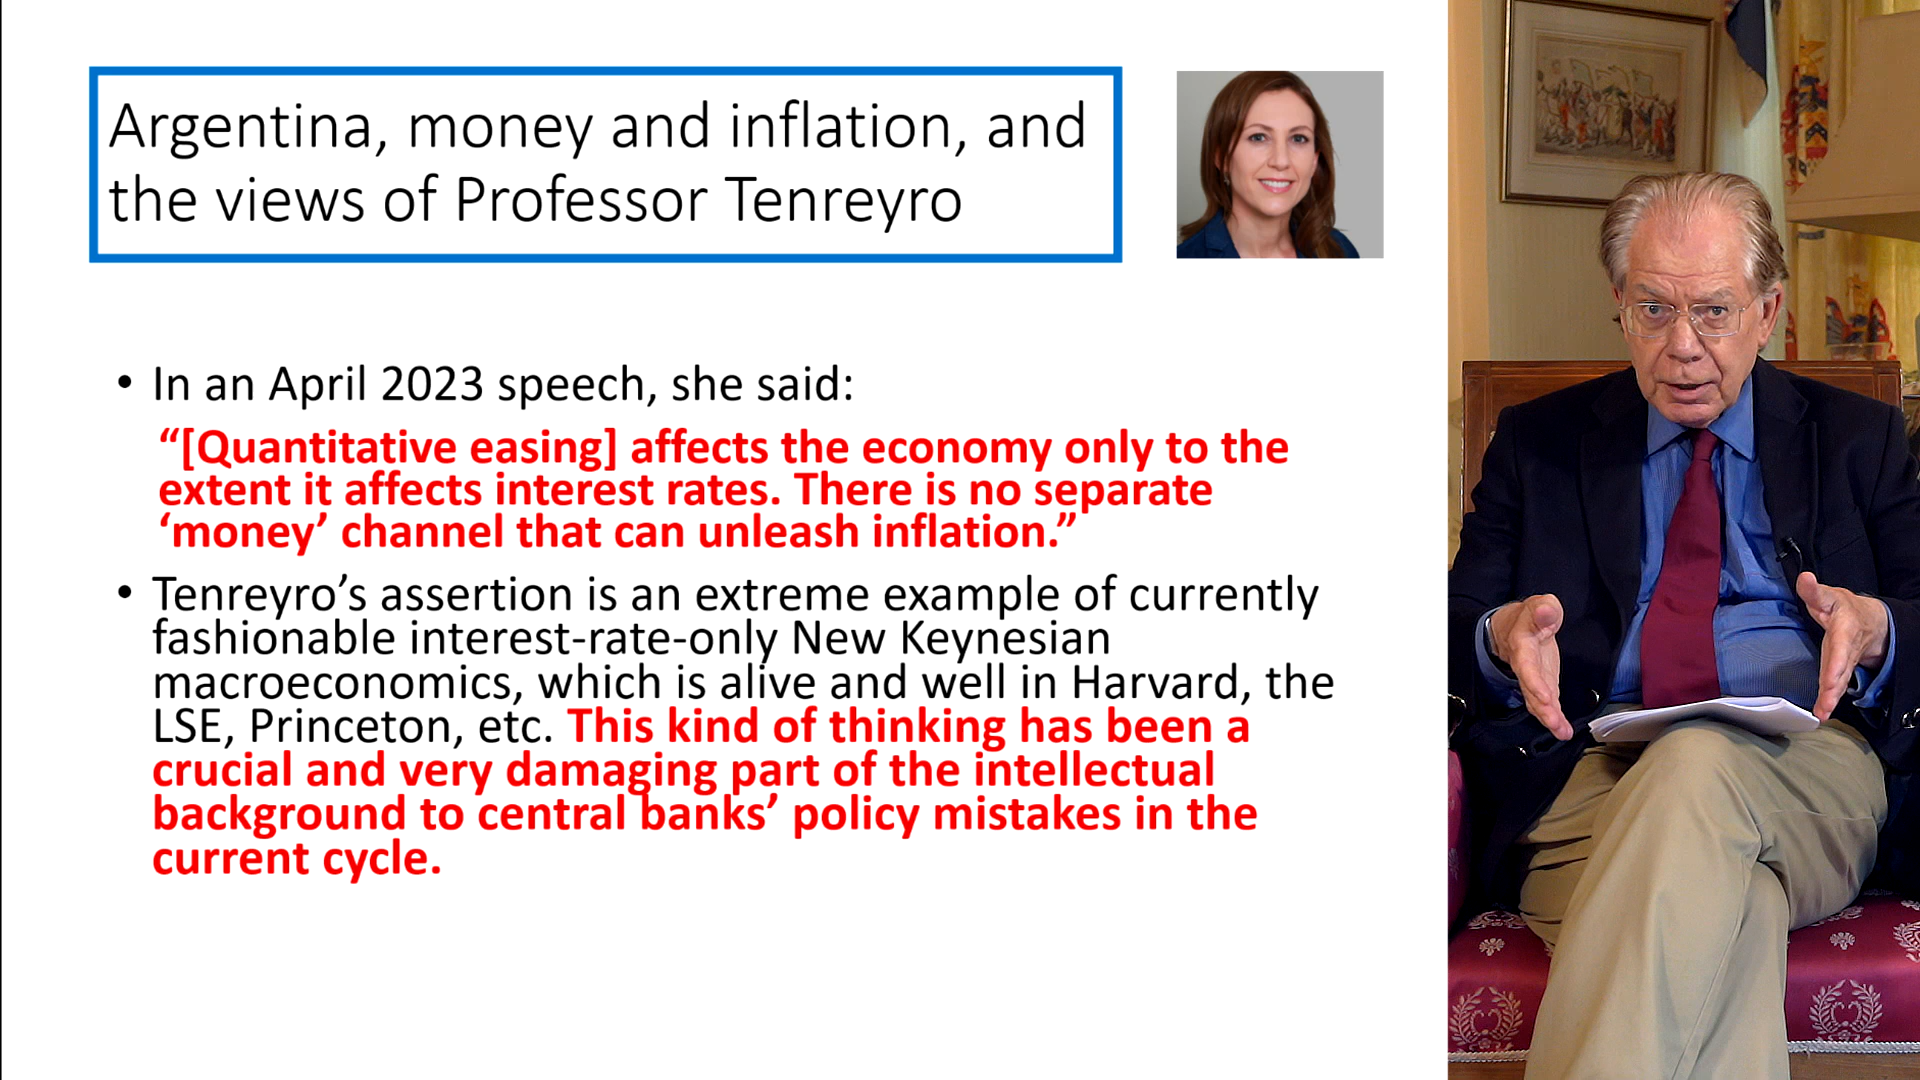 Argentina, money and inflation, and
the views of Professor Tenreyro
• In an April 2023 speech, she said:
“[Quantitative easing] affects the economy only to the
extent it affects interest rates. There is no separate
‘money’ channel that can unleash inflation.”
• Tenreyro’s assertion is an extreme example of currently
fashionable interest-rate-only New Keynesian
macroeconomics, which is alive and well in Harvard, the
LSE, Princeton, etc. This kind of thinking has been a
crucial and very damaging part of the intellectual
background to central banks’ policy mistakes in the
current cycle.